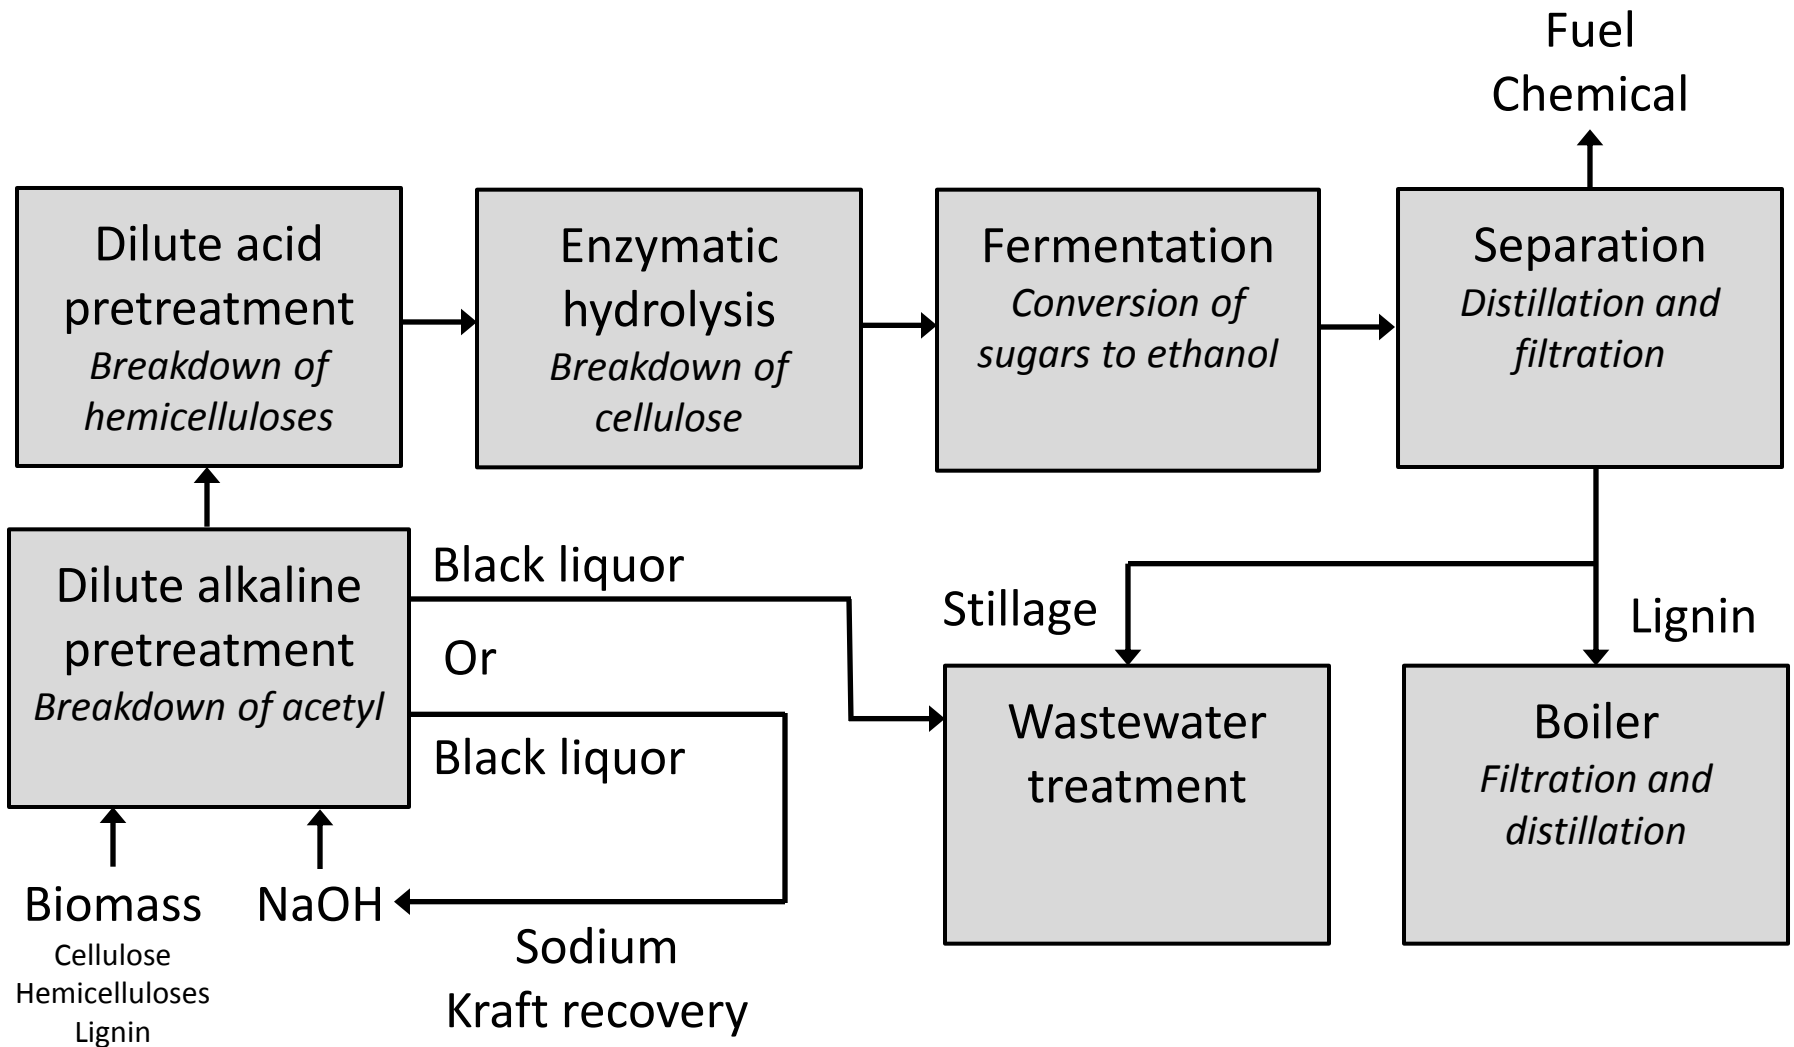 Fuel
Chemical
Dilute acid
pretreatment
Breakdown of
hemicelluloses
Enzymatic
hydrolysis
Breakdown of
cellulose
Fermentation
Conversion of
sugars to ethanol
Separation
Distillation and
filtration
Dilute alkaline
pretreatment
Breakdown of acetyl
Black liquor
Or
Black liquor
Stillage
Lignin
Wastewater
treatment
Boiler
Filtration and
distillation
Biomass
Cellulose
Hemicelluloses
Lignin
NaOH
Sodium
Kraft recovery